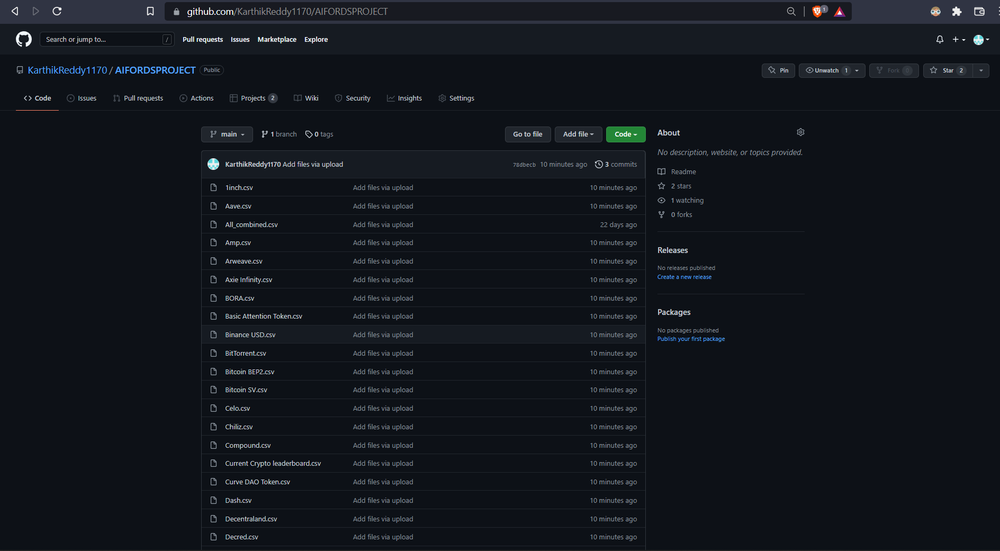 github.com/KarthikReddy1170/AIFORDSPROJECT
1
Search or jump to...
/
Pull requests Issues Marketplace Explore
KarthikReddy1170 / AIFORDSPROJECT Public
Pin
Unwatch 1
Fork 0
Star 2
Code Issues Pull requests Actions Projects 2 Wiki Security Insights Settings
main 1 branch 0 tags
Go to file Add file Code
KarthikReddy1170 Add files via upload 78dbecb 10 minutes ago 3 commits
1inch.csv Add files via upload 10 minutes ago
Aave.csv Add files via upload 10 minutes ago
All_combined.csv Add files via upload 22 days ago
Amp.csv Add files via upload 10 minutes ago
Arweave.csv Add files via upload 10 minutes ago
Axie Infinity.csv Add files via upload 10 minutes ago
BORA.csv Add files via upload 10 minutes ago
Basic Attention Token.csv Add files via upload 10 minutes ago
Binance USD.csv Add files via upload 10 minutes ago
BitTorrent.csv Add files via upload 10 minutes ago
Bitcoin BEP2.csv Add files via upload 10 minutes ago
Bitcoin SV.csv Add files via upload 10 minutes ago
Celo.csv Add files via upload 10 minutes ago
Chiliz.csv Add files via upload 10 minutes ago
Compound.csv Add files via upload 10 minutes ago
Current Crypto leaderboard.csv Add files via upload 10 minutes ago
Curve DAO Token.csv Add files via upload 10 minutes ago
Dash.csv Add files via upload 10 minutes ago
Decentraland.csv Add files via upload 10 minutes ago
Decred.csv Add files via upload 10 minutes ago
About
No description, website, or topics provided.
Readme
2 stars
1 watching
0 forks
Releases
No releases published
Create a new release
Packages
No packages published
Publish your first package